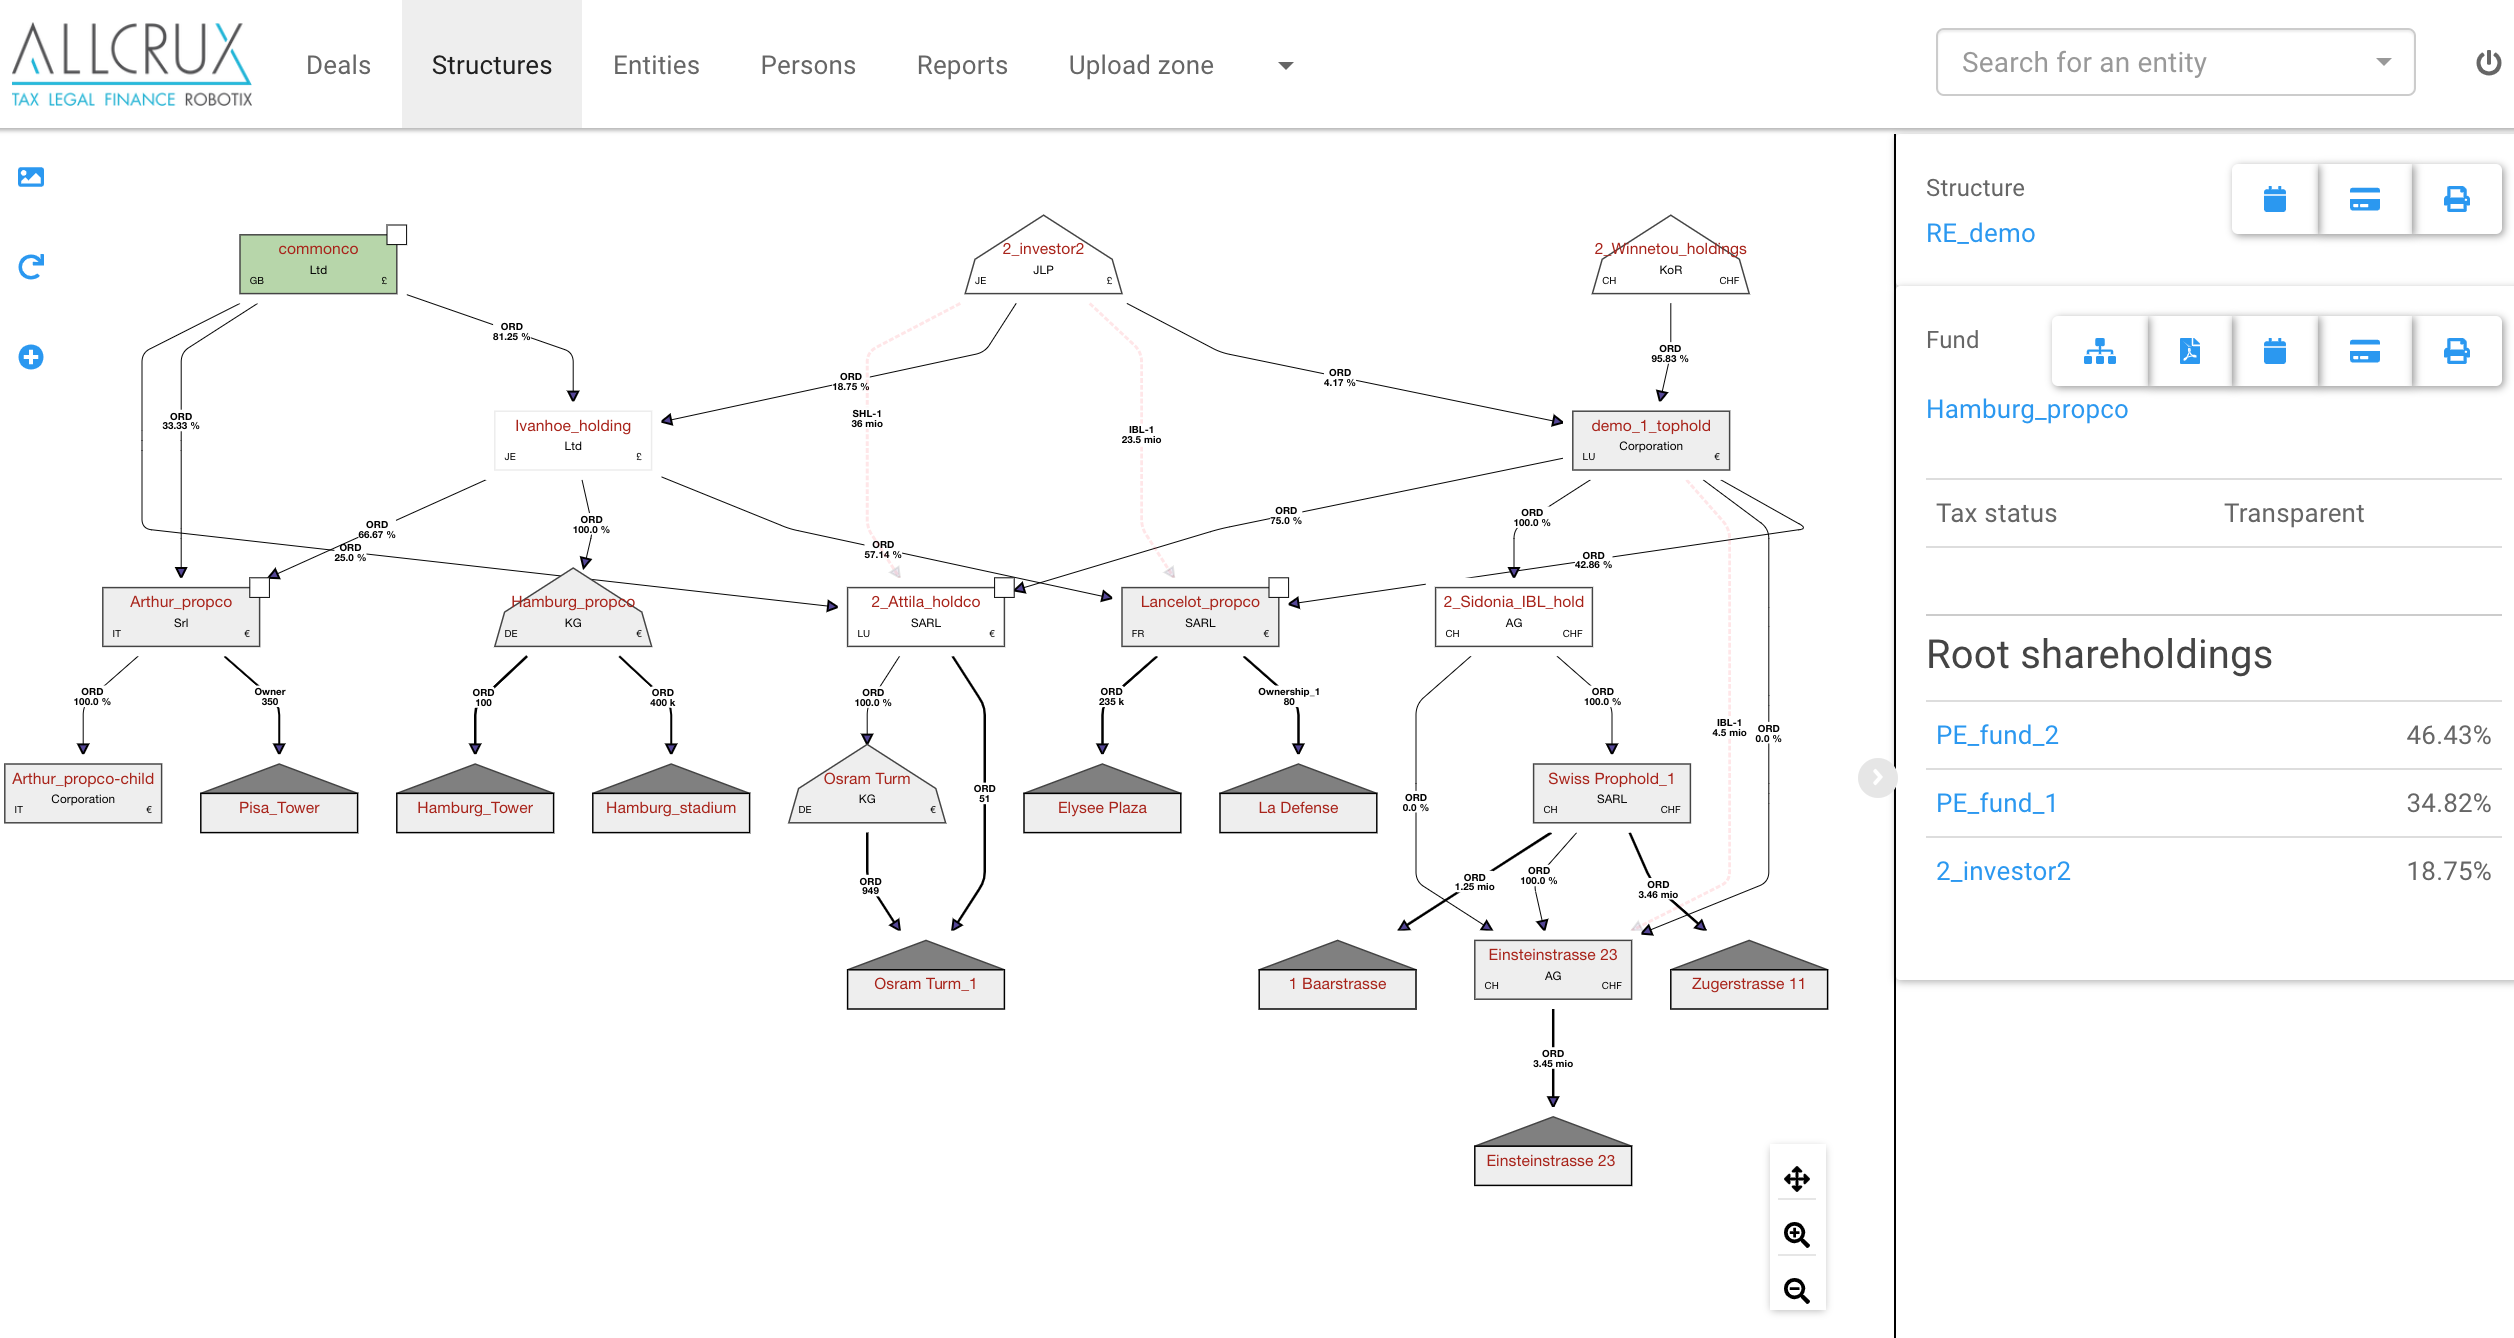 ALLCRUX
TAX LEGAL FINANCE ROBOTIX
Deals
Structures
Entities
Persons
Reports
Upload zone
Search for an entity
commonco
Ltd
GB £
2_investor2
JLP
JE £
2_Winnetou_holdings
KoR
CH CHF
ORD
81.25 %
ORD
95.83 %
ORD
18.75 %
ORD
4.17 %
SHL-1
36 mio
IBL-1
23.5 mio
ORD
33.33 %
Ivanhoe_holding
Ltd
JE £
demo_1_tophold
Corporation
LU €
ORD
66.67 %
ORD
25.0 %
ORD
100.0 %
ORD
57.14 %
ORD
75.0 %
ORD
100.0 %
ORD
42.86 %
Arthur_propco
Srl
IT €
Hamburg_propco
KG
DE €
2_Attila_holdco
SARL
LU €
Lancelot_propco
SARL
FR €
2_Sidonia_IBL_hold
AG
CH CHF
ORD
100.0 %
Owner
350
ORD
100
ORD
400 k
ORD
100.0 %
ORD
51
ORD
235 k
Ownership_1
80
ORD
100.0 %
ORD
0.0 %
IBL-1
4.5 mio
ORD
0.0 %
Arthur_propco-child
Corporation
IT €
Pisa_Tower
Hamburg_Tower
Hamburg_stadium
Osram Turm
KG
DE €
Elysee Plaza
La Defense
Swiss Prophold_1
SARL
CH CHF
ORD
949
ORD
1.25 mio
ORD
100.0 %
ORD
3.46 mio
Osram Turm_1
1 Baarstrasse
Einsteinstrasse 23
AG
CH CHF
Zugerstrasse 11
ORD
3.45 mio
Einsteinstrasse 23
Structure
RE_demo
Fund
Hamburg_propco
Tax status Transparent
Root shareholdings
PE_fund_2 46.43%
PE_fund_1 34.82%
2_investor2 18.75%